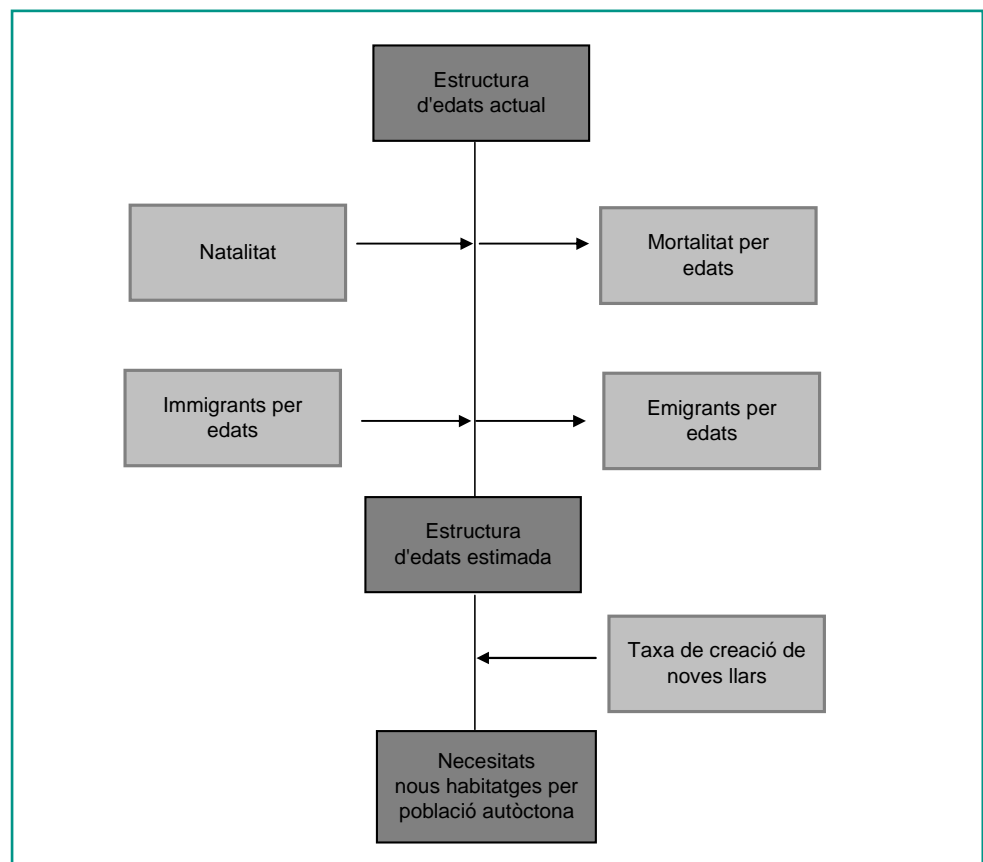 Estructura
d'edats actual
Natalitat
Mortalitat per
edats
Immigrants per
edats
Emigrants per
edats
Estructura
d'edats estimada
Taxa de creació de
noves llars
Necesitats
nous habitatges per
població autòctona